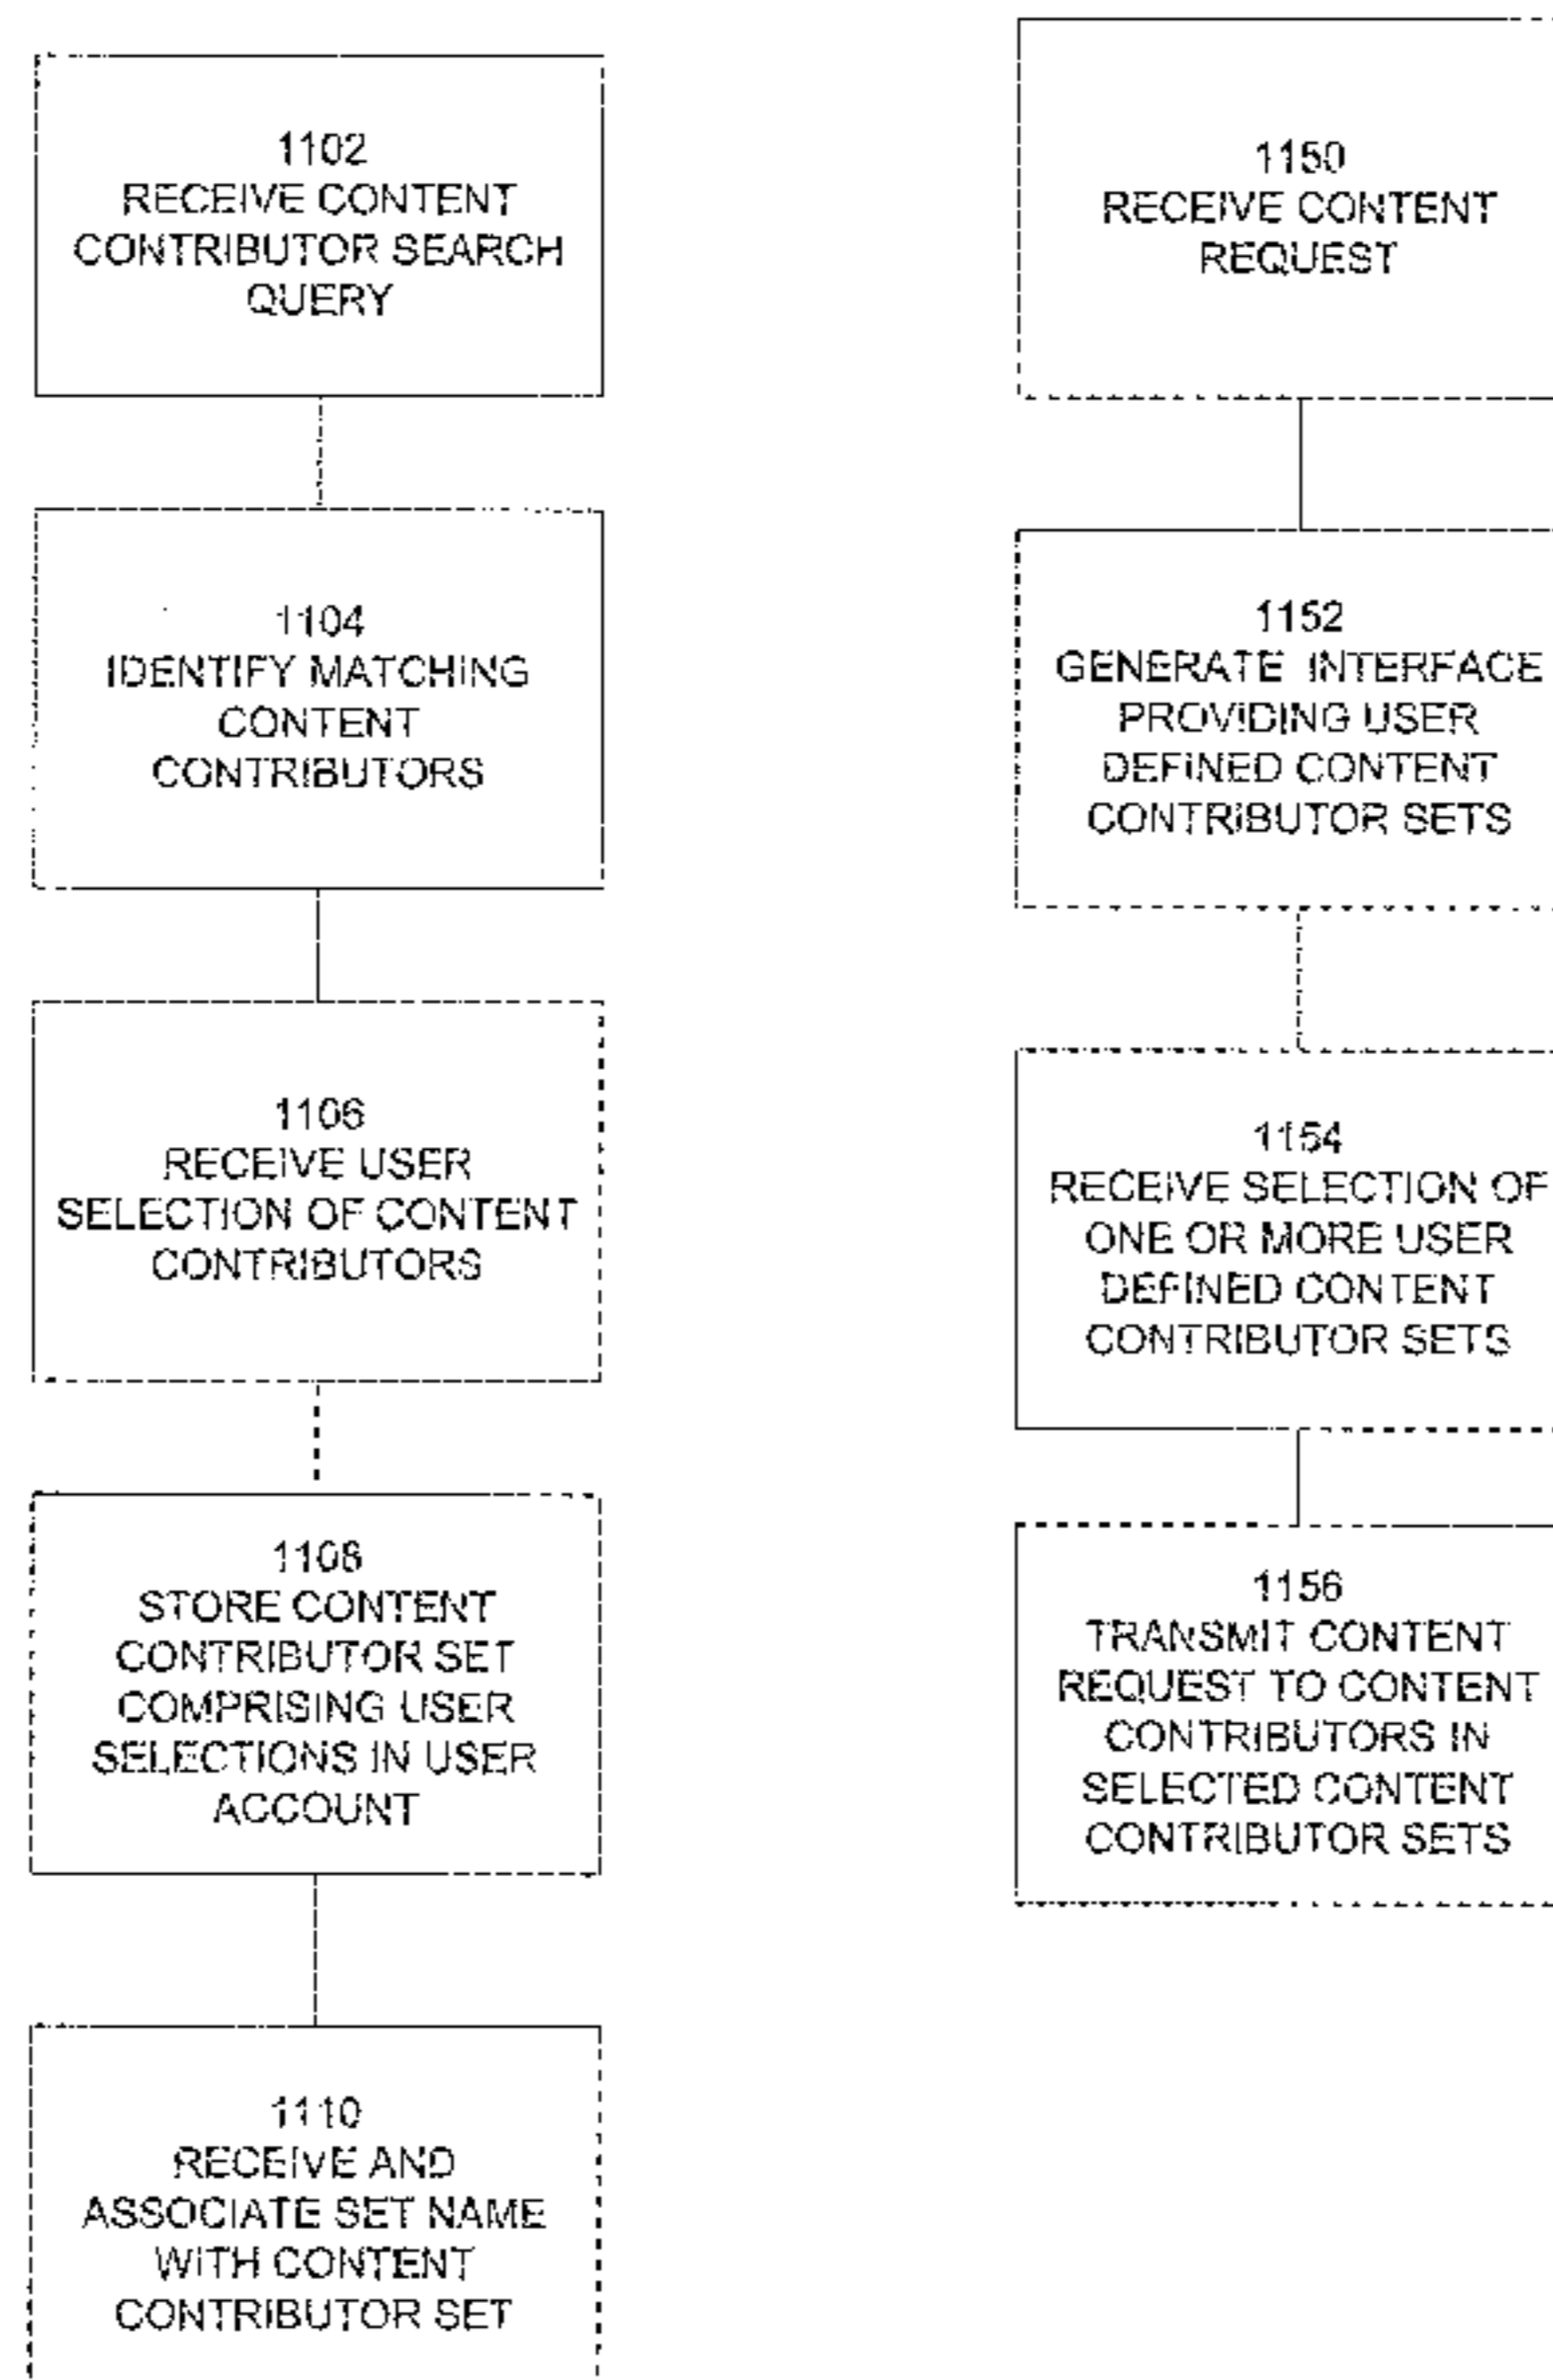 1102
RECEIVE CONTENT
CONTRIBUTOR SEARCH
QUERY
1104
IDENTIFY MATCHING
CONTENT
CONTRIBUTORS
1106
RECEIVE USER
SELECTION OF CONTENT
CONTRIBUTORS
1108
STORE CONTENT
CONTRIBUTOR SET
COMPRISING USER
SELECTIONS IN USER
ACCOUNT
1110
RECEIVE AND
ASSOCIATE SET NAME
WITH CONTENT
CONTRIBUTOR SET
1150
RECEIVE CONTENT
REQUEST
1152
GENERATE INTERFACE
PROVIDING USER
DEFINED CONTENT
CONTRIBUTOR SETS
1154
RECEIVE SELECTION OF
ONE OR MORE USER
DEFINED CONTENT
CONTRIBUTOR SETS
1156
TRANSMIT CONTENT
REQUEST TO CONTENT
CONTRIBUTORS IN
SELECTED CONTENT
CONTRIBUTOR SETS